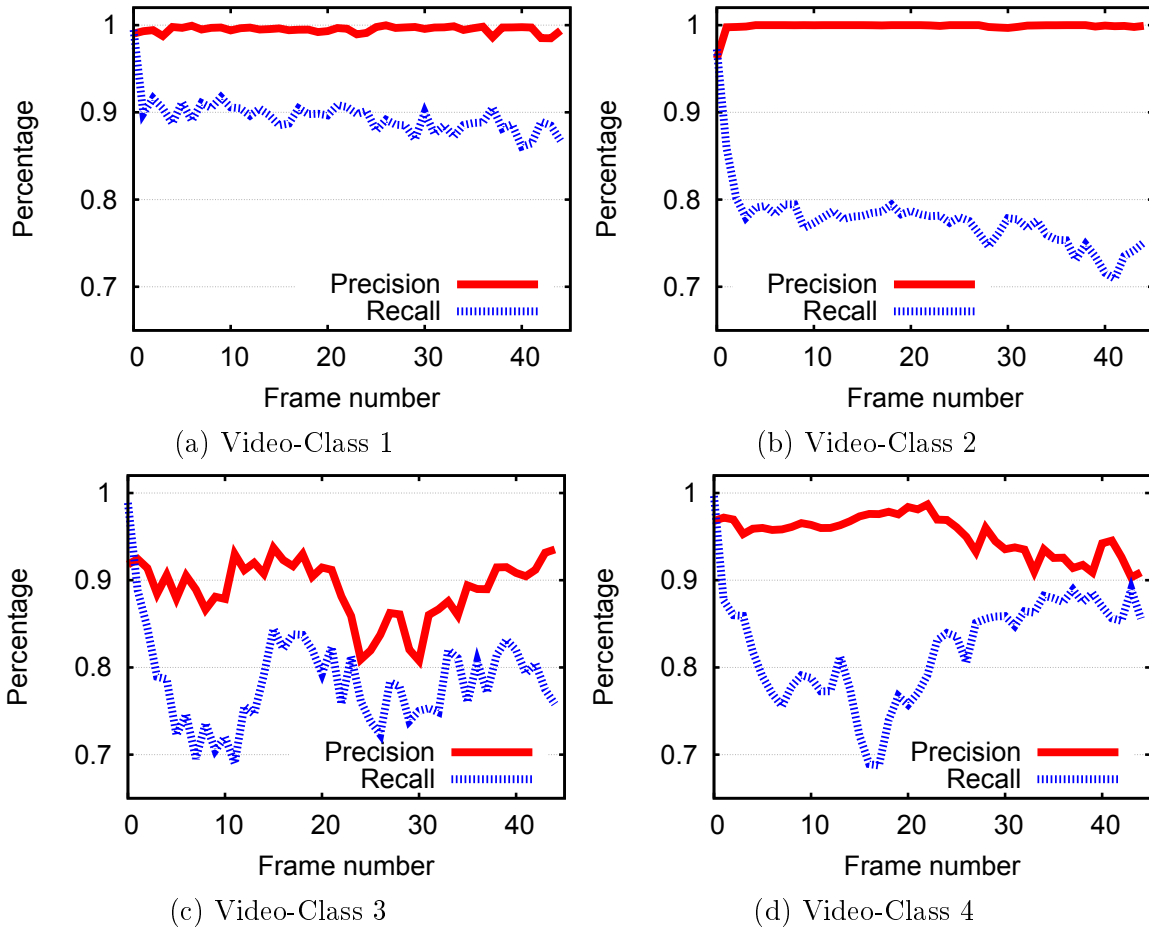 1
0.9
0.8
0.7
Percentage
Precision
Recall
0 10 20 30 40
Frame number
(a) Video-Class 1
1
0.9
0.8
0.7
Percentage
Precision
Recall
0 10 20 30 40
Frame number
(b) Video-Class 2
1
0.9
0.8
0.7
Percentage
Precision
Recall
0 10 20 30 40
Frame number
(c) Video-Class 3
1
0.9
0.8
0.7
Percentage
Precision
Recall
0 10 20 30 40
Frame number
(d) Video-Class 4